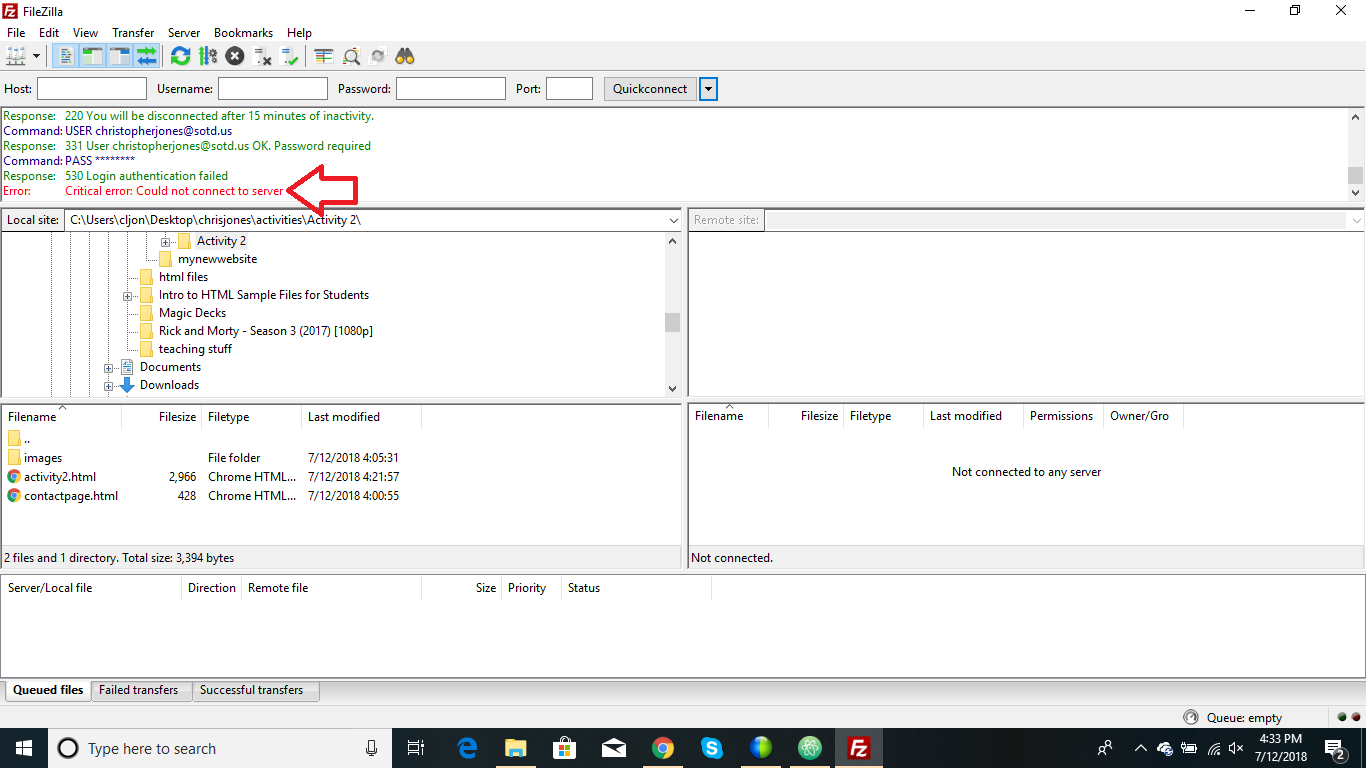 FileZilla
File Edit View Transfer Server Bookmarks Help
Host: Username: Password: Port: Quickconnect
Response: 220 You will be disconnected after 15 minutes of inactivity.
Command: USER christopherjones@sotd.us
Response: 331 User christopherjones@sotd.us OK. Password required
Command: PASS ********
Response: 530 Login authentication failed
Error: Critical error: Could not connect to server
Local site: C:\Users\cljon\Desktop\chrisjones\activities\Activity 2\
Remote site:
Activity 2
mynewwebsite
html files
Intro to HTML Sample Files for Students
Magic Decks
Rick and Morty - Season 3 (2017) [1080p]
teaching stuff
Documents
Downloads
Filename Filesize Filetype Last modified
..
images File folder 7/12/2018 4:05:31
activity2.html 2,966 Chrome HTML... 7/12/2018 4:21:57
contactpage.html 428 Chrome HTML... 7/12/2018 4:00:55
2 files and 1 directory. Total size: 3,394 bytes
Filename Filesize Filetype Last modified Permissions Owner/Gro
Not connected to any server
Not connected.
Server/Local file Direction Remote file Size Priority Status
Queued files Failed transfers Successful transfers
Queue: empty
Type here to search
4:33 PM
7/12/2018
2